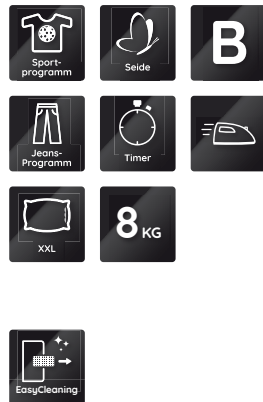 Sport-
programm
Seide
B
Jeans-
Programm
Timer
XXL
8 KG
EasyCleaning